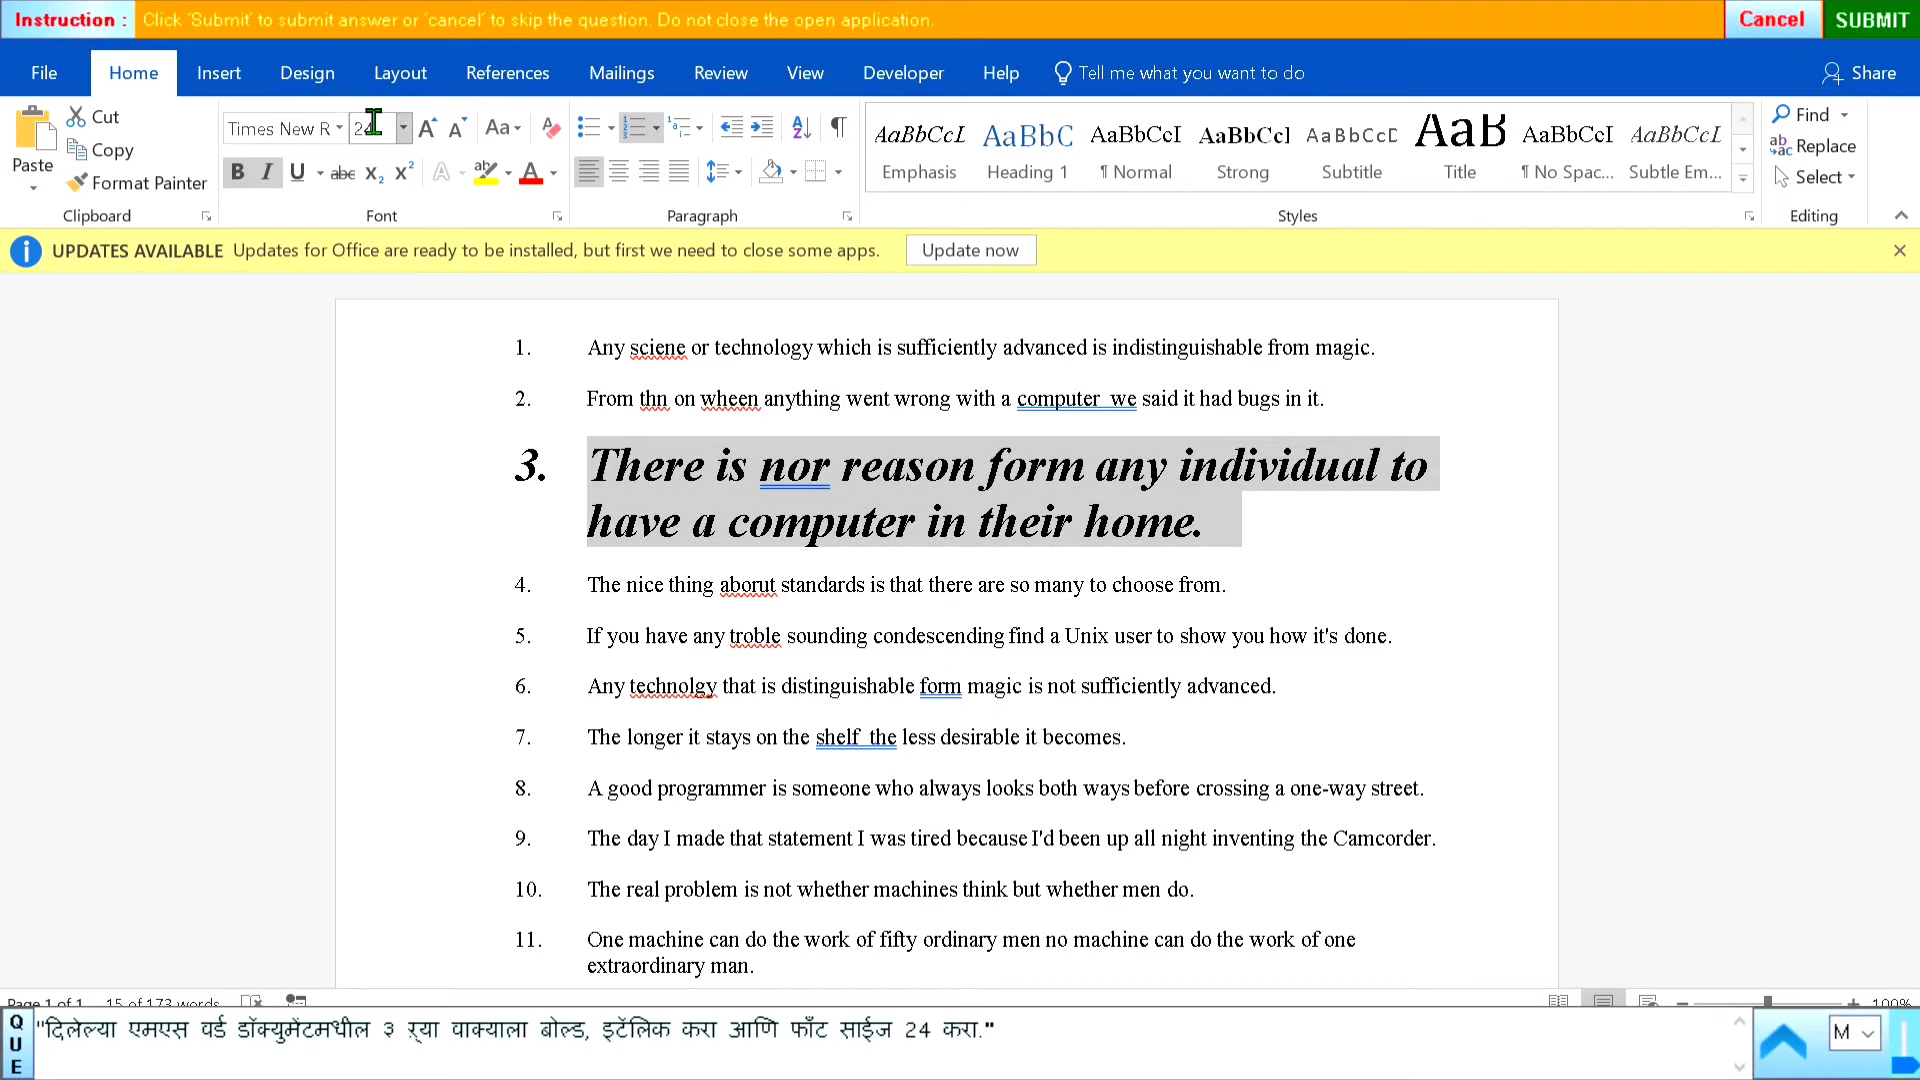 Instruction : Click 'Submit' to submit answer or 'cancel' to skip the question. Do not close the open application. Cancel SUBMIT
File Home Insert Design Layout References Mailings Review View Developer Help Tell me what you want to do Share
Paste Cut Copy Format Painter
Times New R 24 Aa
AaBbCcI AaBbC AaBbCcI AaBbCcI AaBbCcD AaB AaBbCcI AaBbCcI
Emphasis Heading 1 ¶ Normal Strong Subtitle Title ¶ No Spac... Subtle Em...
Find Replace Select
Clipboard Font Paragraph Styles Editing
UPDATES AVAILABLE Updates for Office are ready to be installed, but first we need to close some apps. Update now
1. Any sciene or technology which is sufficiently advanced is indistinguishable from magic.
2. From thn on wheen anything went wrong with a computer we said it had bugs in it.
3. There is nor reason form any individual to
have a computer in their home.
4. The nice thing aborut standards is that there are so many to choose from.
5. If you have any troble sounding condescending find a Unix user to show you how it's done.
6. Any technolgy that is distinguishable form magic is not sufficiently advanced.
7. The longer it stays on the shelf the less desirable it becomes.
8. A good programmer is someone who always looks both ways before crossing a one-way street.
9. The day I made that statement I was tired because I'd been up all night inventing the Camcorder.
10. The real problem is not whether machines think but whether men do.
11. One machine can do the work of fifty ordinary men no machine can do the work of one
extraordinary man.
Page 1 of 1 15 of 173 words 100%
QUE "दिलेल्या एमएस वर्ड डॉक्युमेंटमधील ३ ऱ्या वाक्याला बोल्ड, इटॅलिक करा आणि फाँट साईज 24 करा." M